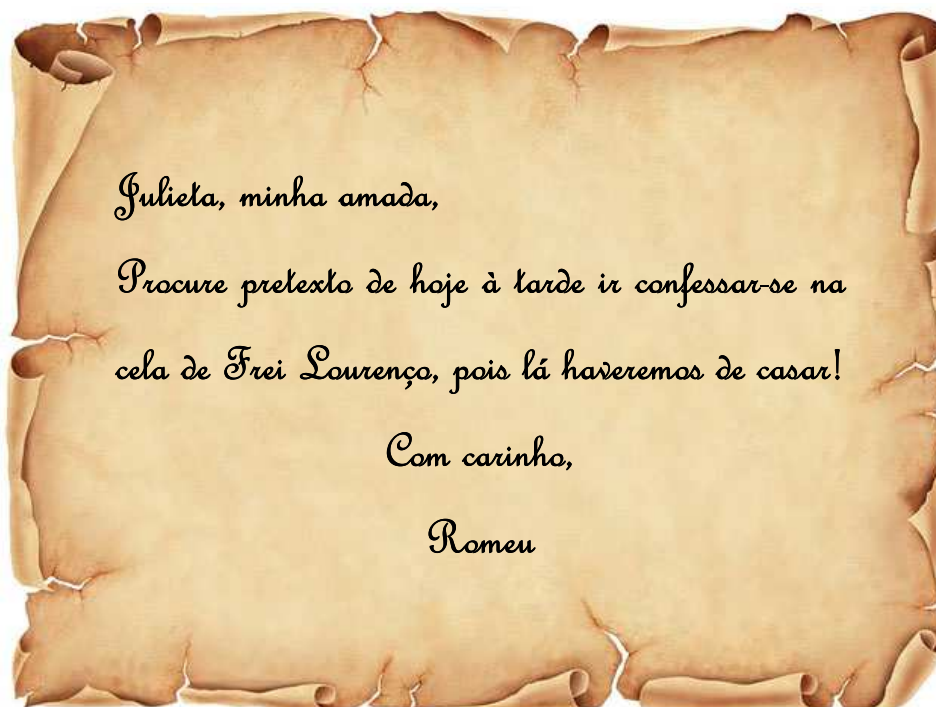 Julieta, minha amada,
Procure pretexto de hoje à tarde ir confessar-se na
cela de Frei Lourenço, pois lá haveremos de casar!
Com carinho,
Romeu